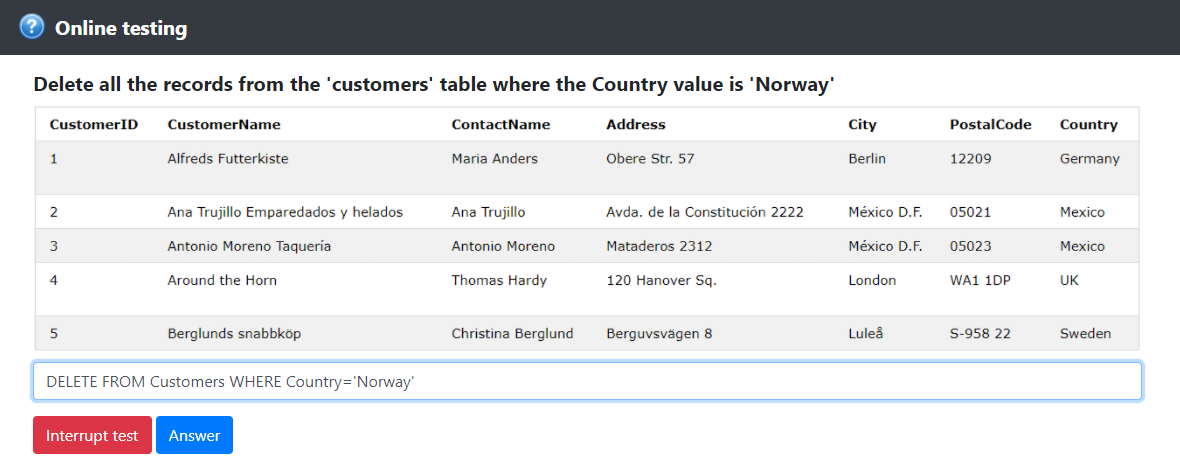 Online testing
Delete all the records from the 'customers' table where the Country value is 'Norway'
CustomerID CustomerName ContactName Address City PostalCode Country
1 Alfreds Futterkiste Maria Anders Obere Str. 57 Berlin 12209 Germany
2 Ana Trujillo Emparedados y helados Ana Trujillo Avda. de la Constitución 2222 México D.F. 05021 Mexico
3 Antonio Moreno Taquería Antonio Moreno Mataderos 2312 México D.F. 05023 Mexico
4 Around the Horn Thomas Hardy 120 Hanover Sq. London WA1 1DP UK
5 Berglunds snabbköp Christina Berglund Berguvsvägen 8 Luleå S-958 22 Sweden
DELETE FROM Customers WHERE Country='Norway'
Interrupt test Answer